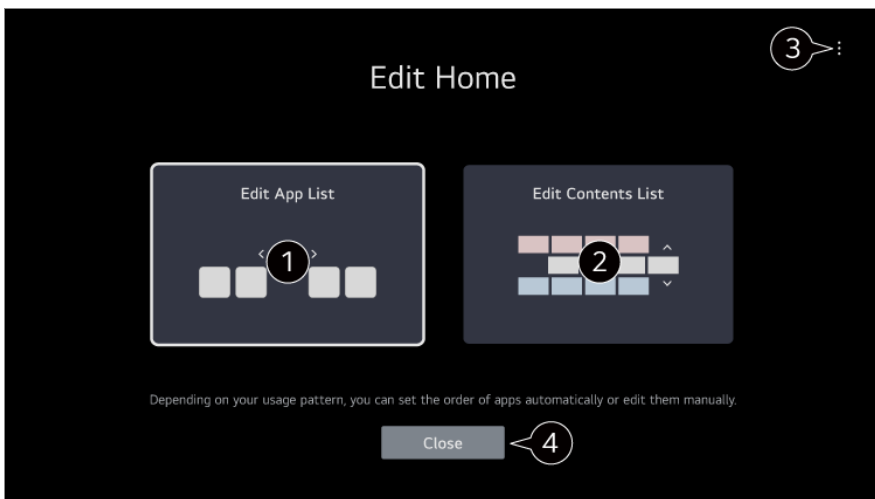 3
Edit Home
Edit App List
Edit Contents List
1
2
Depending on your usage pattern, you can set the order of apps automatically or edit them manually.
Close
4